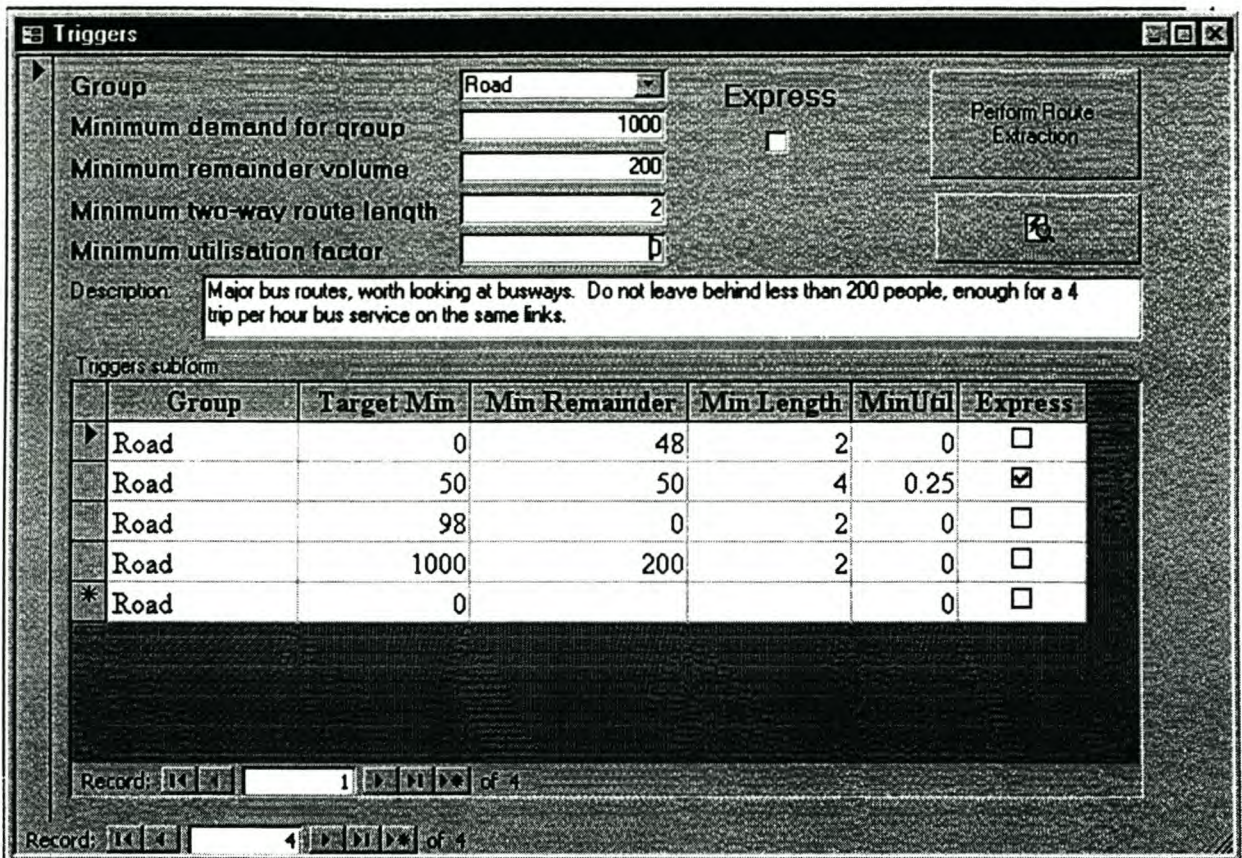 Triggers
Group Road Express Perform Route Extraction
Minimum demand for group 1000
Minimum remainder volume 200
Minimum two-way route length 2
Minimum utilisation factor 0
Description: Major bus routes, worth looking at busways. Do not leave behind less than 200 people, enough for a 4
trip per hour bus service on the same links.
Triggers subform
Group Target Min Min Remainder Min Length MinUtil Express
Road 0 48 2 0
Road 50 50 4 0.25
Road 98 0 2 0
Road 1000 200 2 0
Road 0 0
Record: 1 of 4
Record: 4 of 4